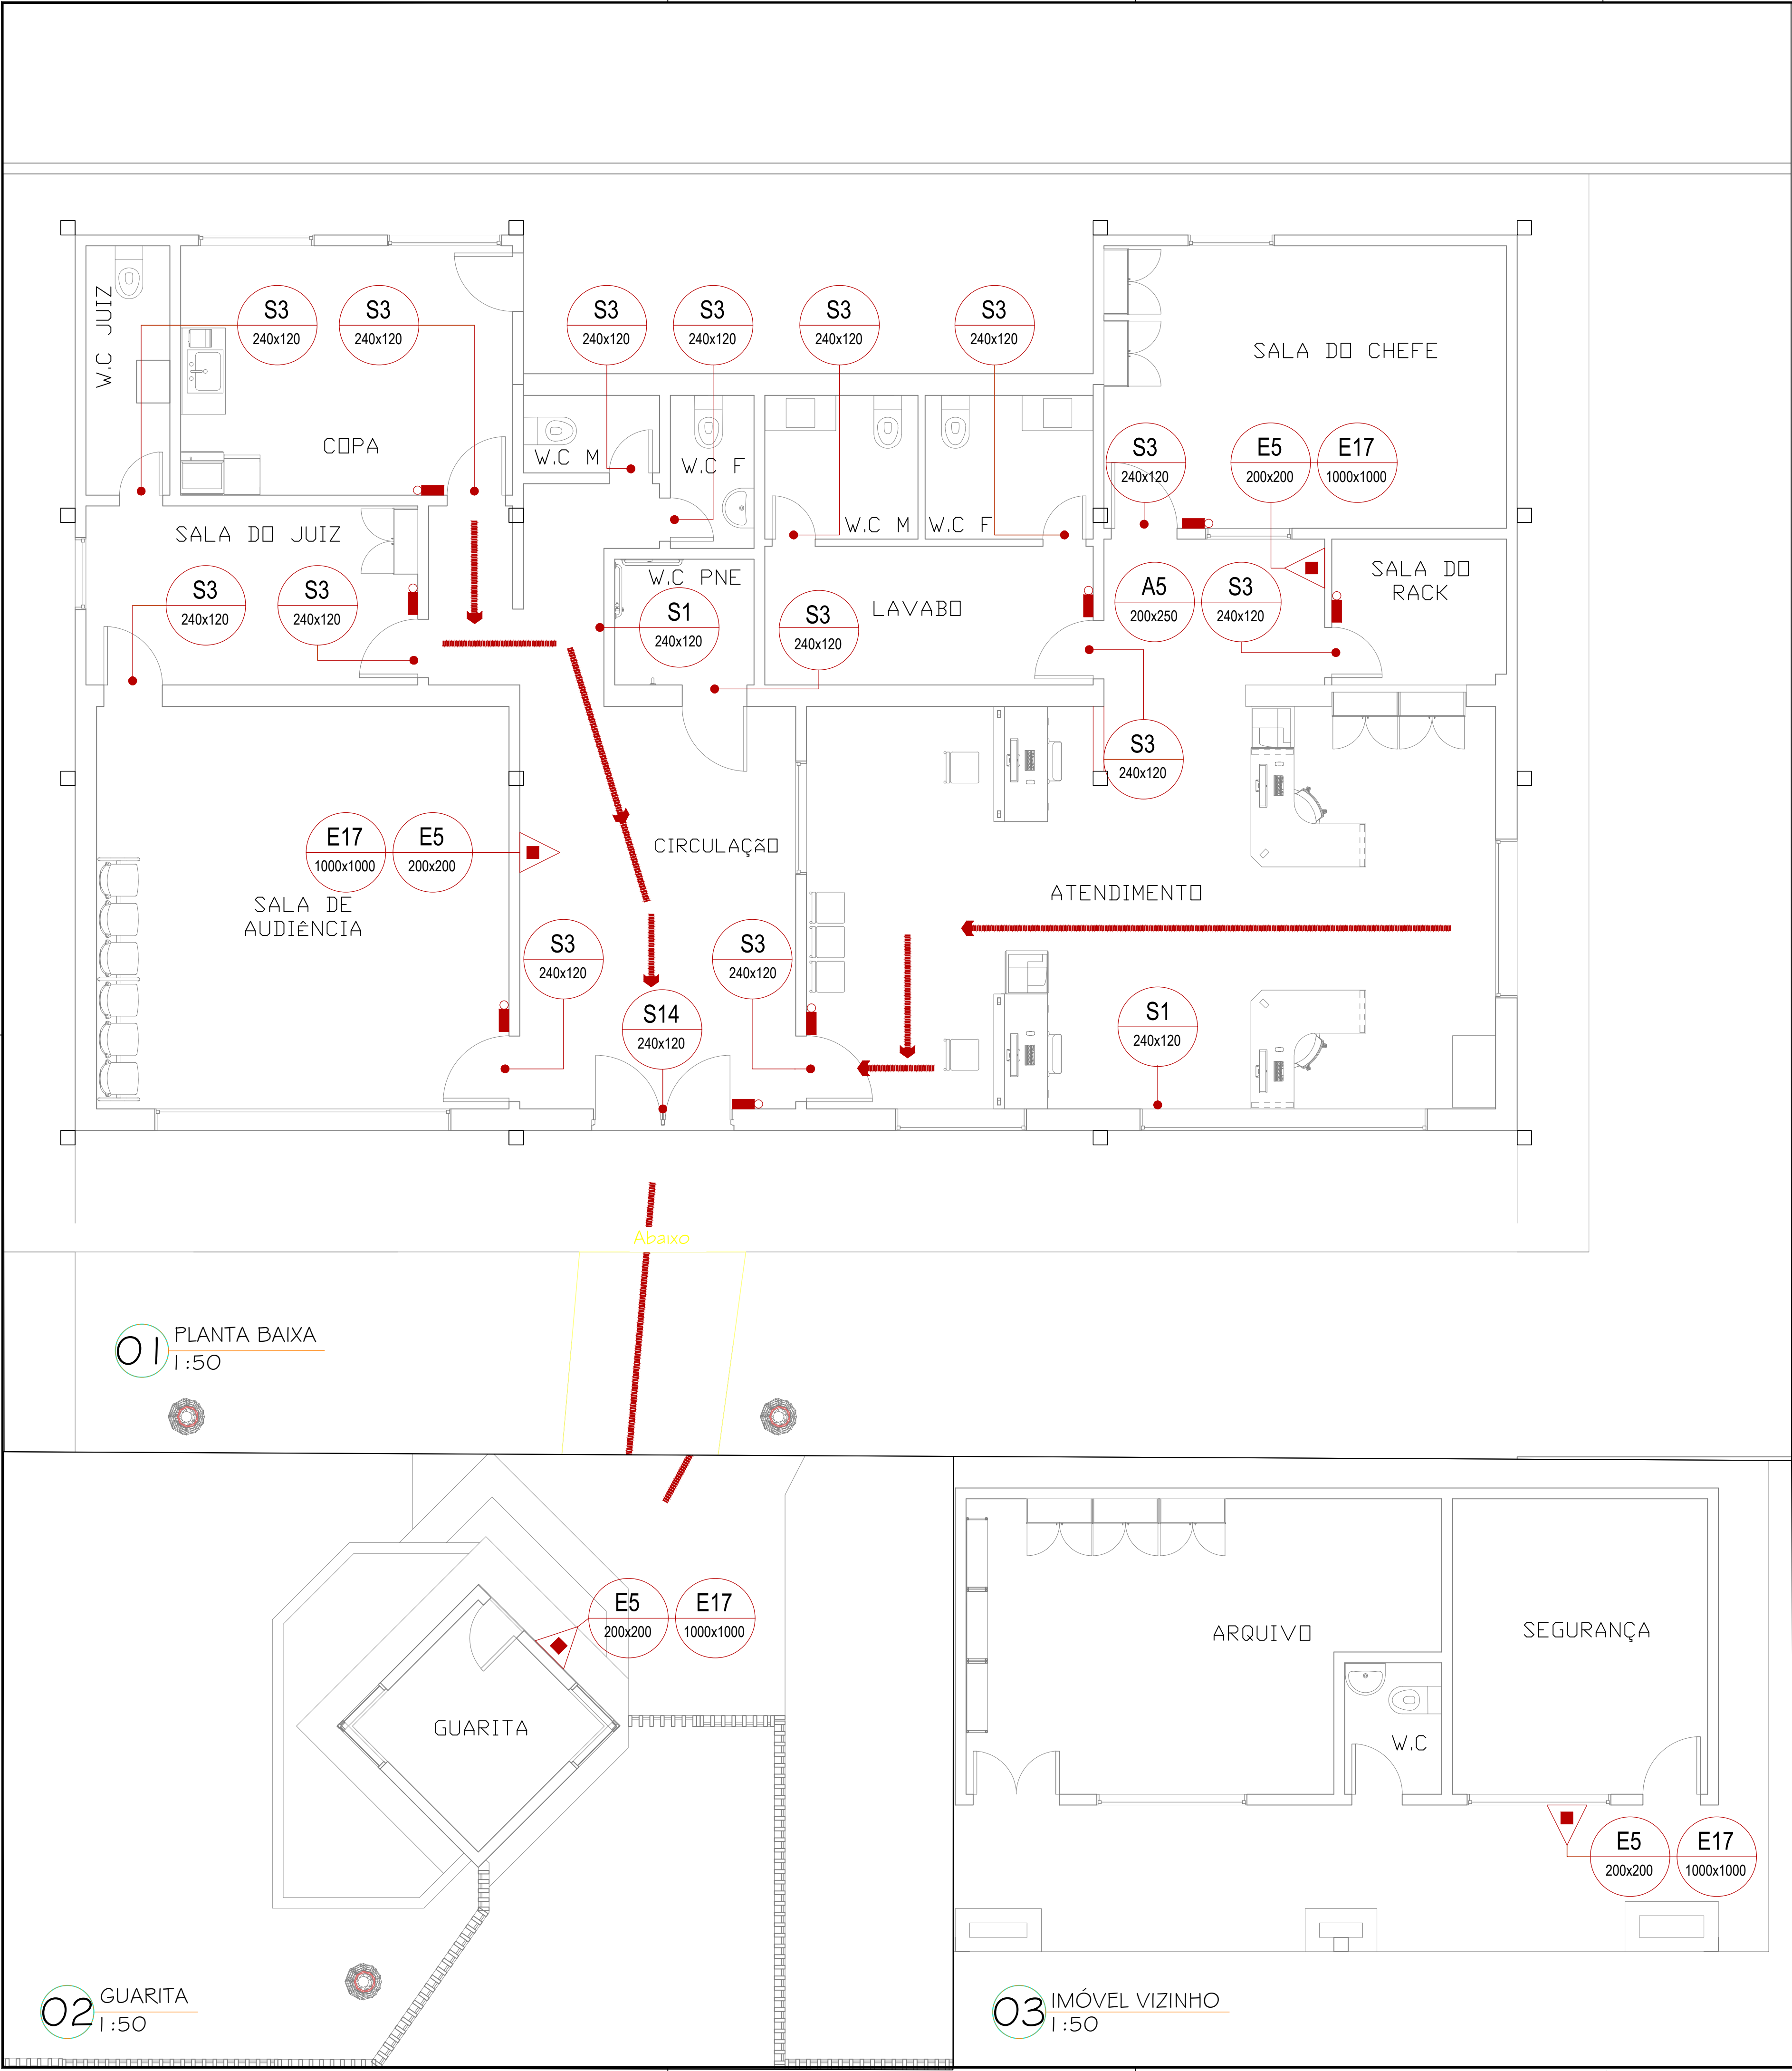 W.C JUIZ
S3
240x120
S3
240x120
S3
240x120
S3
240x120
S3
240x120
S3
240x120
SALA DO CHEFE
COPA
W.C M
W.C F
W.C M
W.C F
S3
240x120
E5
200x200
E17
1000x1000
SALA DO JUIZ
S3
240x120
S3
240x120
W.C PNE
S1
240x120
S3
240x120
LAVABO
A5
200x250
S3
240x120
SALA DO
RACK
S3
240x120
E17
1000x1000
E5
200x200
CIRCULAÇÃO
SALA DE
AUDIÊNCIA
ATENDIMENTO
S3
240x120
S14
240x120
S3
240x120
S1
240x120
Abaixo
01
PLANTA BAIXA
1:50
E5
200x200
E17
1000x1000
GUARITA
02
GUARITA
1:50
ARQUIVO
SEGURANÇA
W.C
E5
200x200
E17
1000x1000
03
IMÓVEL VIZINHO
1:50